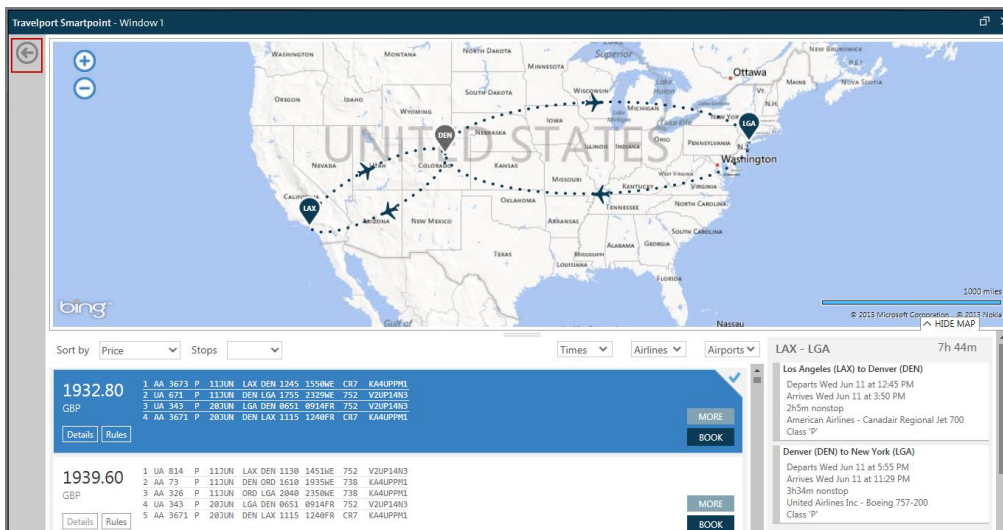 Travelport Smartpoint - Window 1
WASHINGTON
MONTANA
NORTH DAKOTA
MINNESOTA
Superior
Ottawa
NEW BRUNSWICK
P.E.I.
MAINE
NOVA SCOTIA
OREGON
IDAHO
WYOMING
SOUTH DAKOTA
WISCONSIN
Lake Huron
MICHIGAN
VT.
N.H.
IOWA
Lake Michigan
Lake Erie
NEW YORK
LGA
DEN
NEBRASKA
UNITED STATES
ILLINOIS
INDIANA
OHIO
PENNSYLVANIA
N.J.
Washington
NEVADA
UTAH
COLORADO
KANSAS
MISSOURI
WEST VIRGINIA
KENTUCKY
VIRGINIA
CALIFORNIA
LAX
ARIZONA
NEW MEXICO
OKLAHOMA
TENNESSEE
NORTH CAROLINA
ARKANSAS
SOUTH CAROLINA
TEXAS
MISSISSIPPI
ALABAMA
GEORGIA
LOUISIANA
FLORIDA
1000 miles
bing
© 2013 Microsoft Corporation © 2013 Nokia
Gulf of
Nassau
HIDE MAP
Sort by Price Stops Times Airlines Airports
LAX - LGA 7h 44m
1932.80
GBP
Details Rules
1 AA 3673 P 11JUN LAX DEN 1245 1550WE CR7 KA4UPPM1
2 UA 671 P 11JUN DEN LGA 1755 2329WE 752 V2UP14N3
3 UA 343 P 20JUN LGA DEN 0651 0914FR 752 V2UP14N3
4 AA 3671 P 20JUN DEN LAX 1115 1240FR CR7 KA4UPPM1
MORE
BOOK
1939.60
GBP
Details Rules
1 UA 814 P 11JUN LAX DEN 1130 1451WE 752 V2UP14N3
2 AA 73 P 11JUN DEN ORD 1610 1935WE 738 KA4UPPM1
3 AA 326 P 11JUN ORD LGA 2040 2350WE 738 KA4UPPM1
4 UA 343 P 20JUN LGA DEN 0651 0914FR 752 V2UP14N3
5 AA 3671 P 20JUN DEN LAX 1115 1240FR CR7 KA4UPPM1
MORE
BOOK
Los Angeles (LAX) to Denver (DEN)
Departs Wed Jun 11 at 12:45 PM
Arrives Wed Jun 11 at 3:50 PM
2h5m nonstop
American Airlines - Canadair Regional Jet 700
Class 'P'
Denver (DEN) to New York (LGA)
Departs Wed Jun 11 at 5:55 PM
Arrives Wed Jun 11 at 11:29 PM
3h34m nonstop
United Airlines Inc - Boeing 757-200
Class 'P'